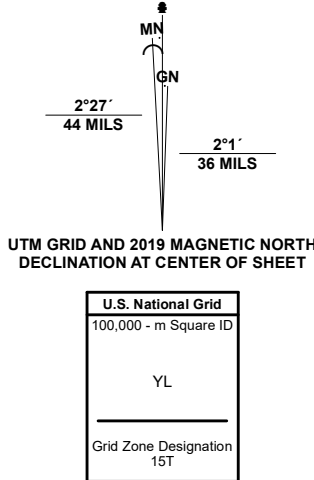 MN
GN
2°27´
44 MILS
2°1´
36 MILS
UTM GRID AND 2019 MAGNETIC NORTH
DECLINATION AT CENTER OF SHEET
U.S. National Grid
100,000 - m Square ID
YL
Grid Zone Designation
15T